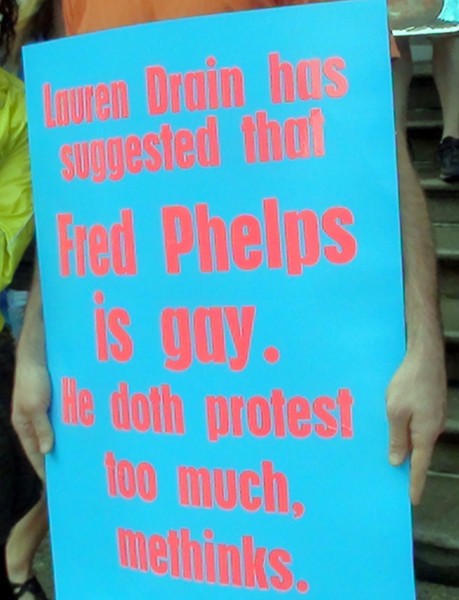 Lauren Drain has
suggested that
Fred Phelps
is gay.
He doth protest
too much,
methinks.